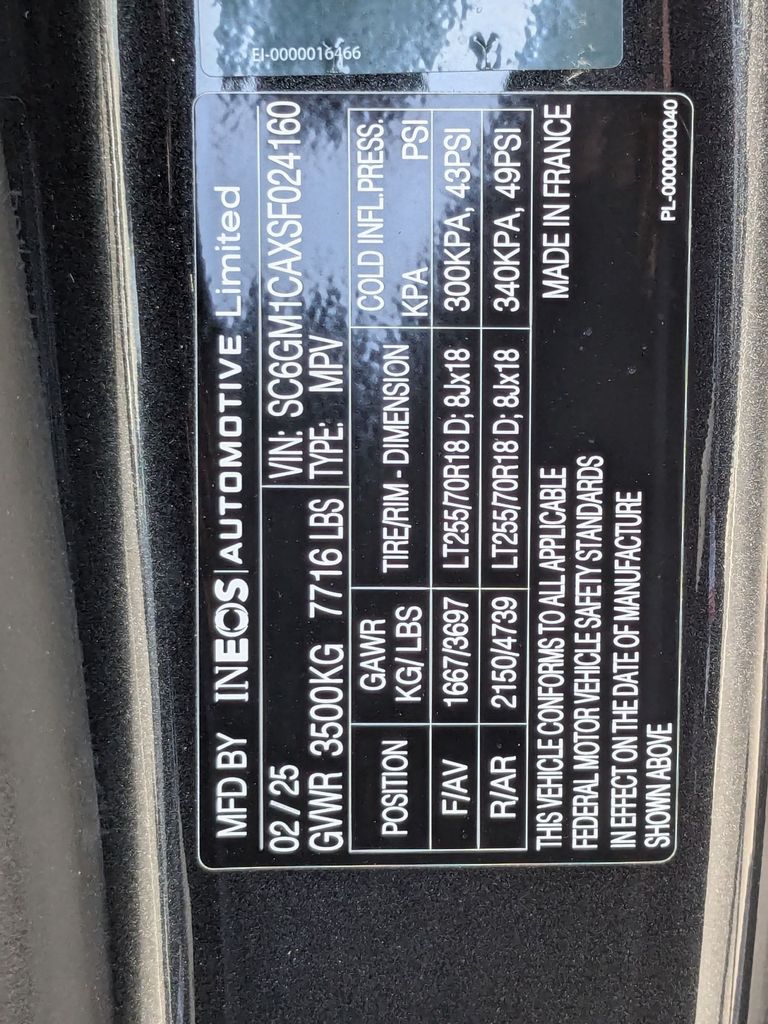 EI-0000016466
MFD BY INEOS | AUTOMOTIVE Limited
02 / 25 VIN: SC6GM1CAXSF024160
GVWR 3500KG 7716 LBS TYPE: MPV
POSITION GAWR KG/ LBS TIRE/RIM - DIMENSION COLD INFL.PRESS. KPA PSI
F/AV 1667/3697 LT255/70R18 D; 8Jx18 300KPA, 43PSI
R/AR 2150/4739 LT255/70R18 D; 8Jx18 340KPA, 49PSI
THIS VEHICLE CONFORMS TO ALL APPLICABLE MADE IN FRANCE
FEDERAL MOTOR VEHICLE SAFETY STANDARDS
IN EFFECT ON THE DATE OF MANUFACTURE
SHOWN ABOVE PL-0000000040